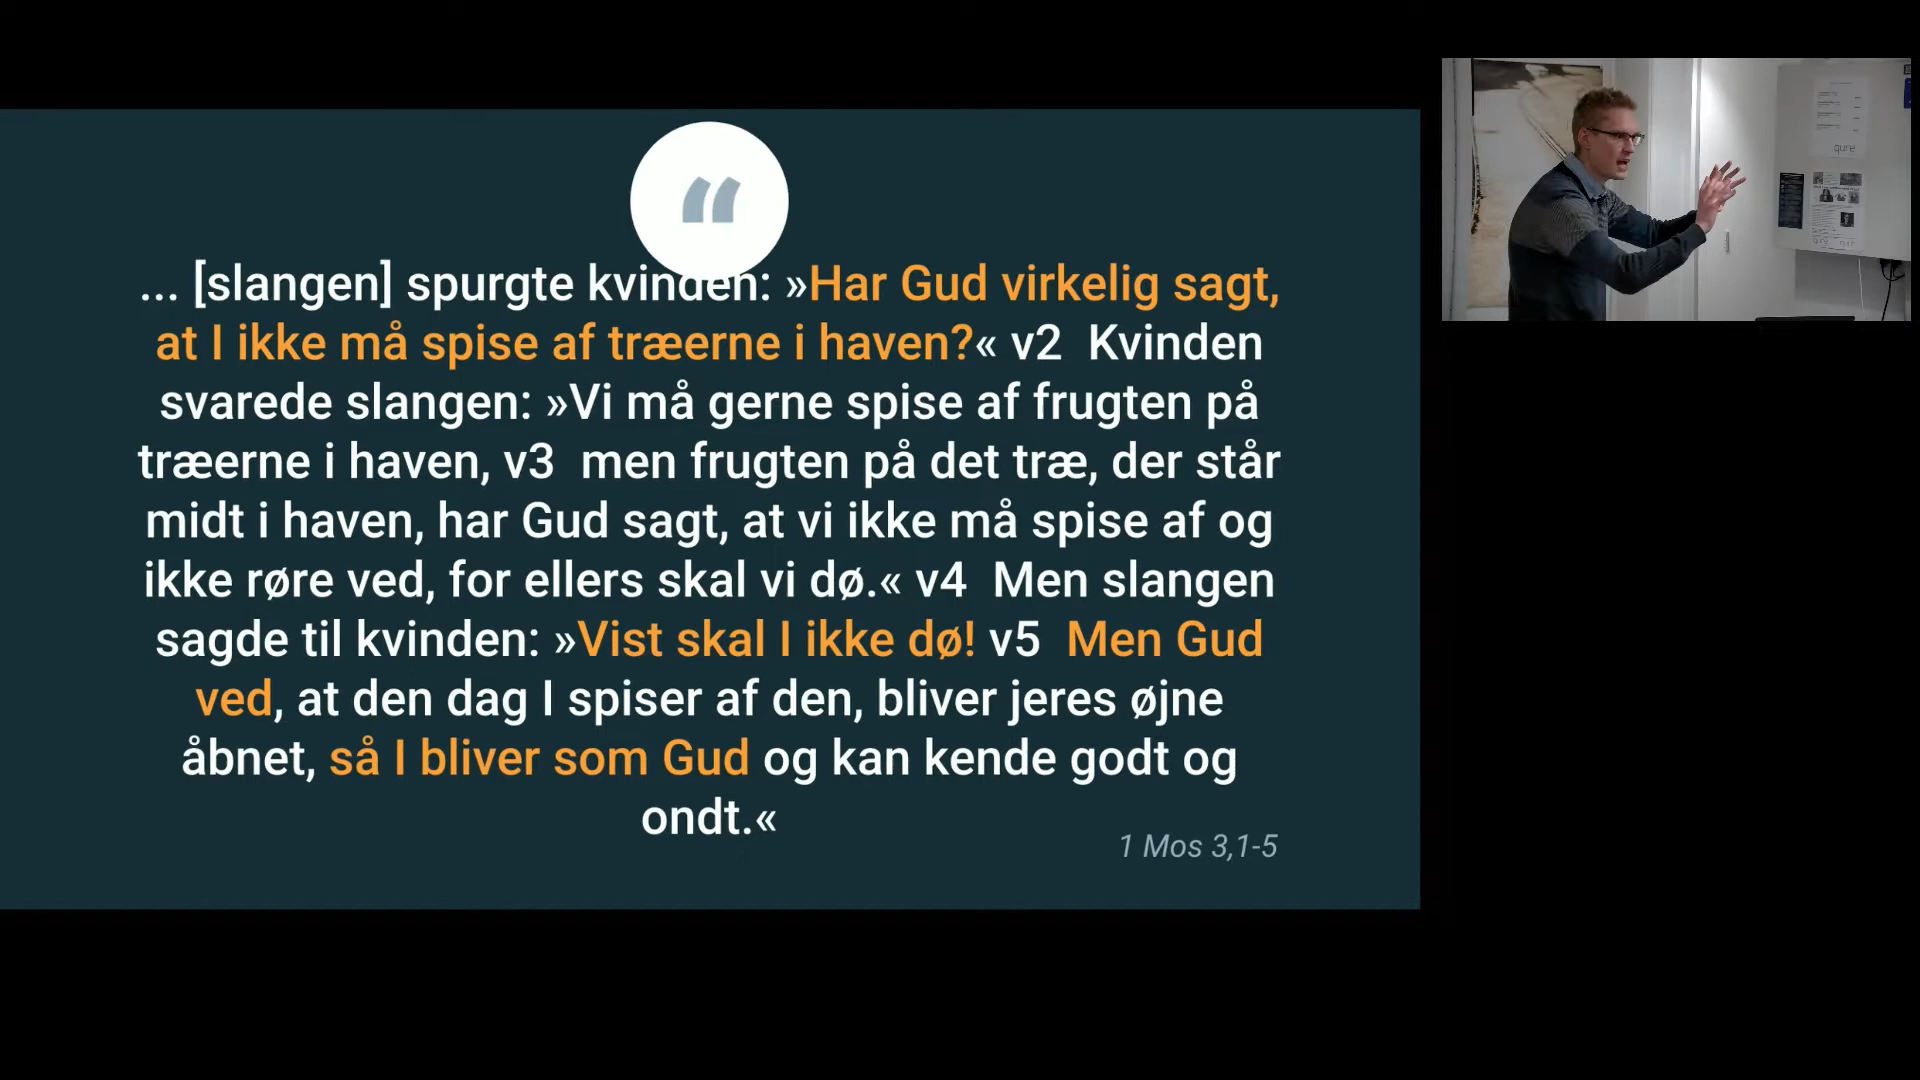 “
... [slangen] spurgte kvinden: »Har Gud virkelig sagt,
at I ikke må spise af træerne i haven?« v2 Kvinden
svarede slangen: »Vi må gerne spise af frugten på
træerne i haven, v3 men frugten på det træ, der står
midt i haven, har Gud sagt, at vi ikke må spise af og
ikke røre ved, for ellers skal vi dø.« v4 Men slangen
sagde til kvinden: »Vist skal I ikke dø! v5 Men Gud
ved, at den dag I spiser af den, bliver jeres øjne
åbnet, så I bliver som Gud og kan kende godt og
ondt.«
1 Mos 3,1-5
qure